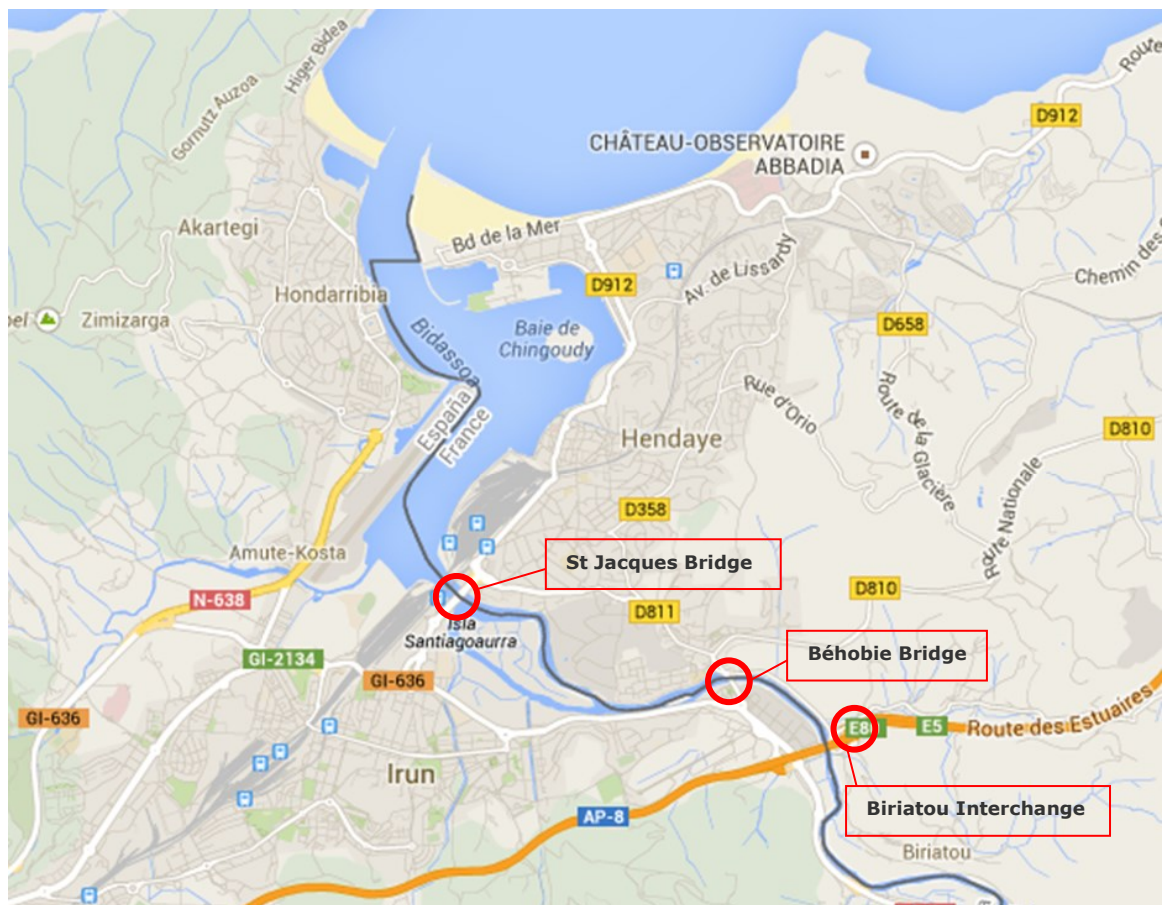 Higer Bidea
Gornutz Auzoa
Route
D912
CHÂTEAU-OBSERVATOIRE
ABBADIA
Akartegi
Bd de la Mer
Av. de Lissardy
Chemin des
Hondarribia
D912
Zimizarga
Baie de
Chingoudy
D658
Bidassoa
España
France
Rue d'Orio
Route de la Glacière
Hendaye
D810
Route Nationale
D358
Amute-Kosta
St Jacques Bridge
N-638
D810
D811
Isla
Santiagoaurra
GI-2134
GI-636
Béhobie Bridge
GI-636
E5
Route des Estuaires
Irun
Biriatou Interchange
AP-8
Biriatou